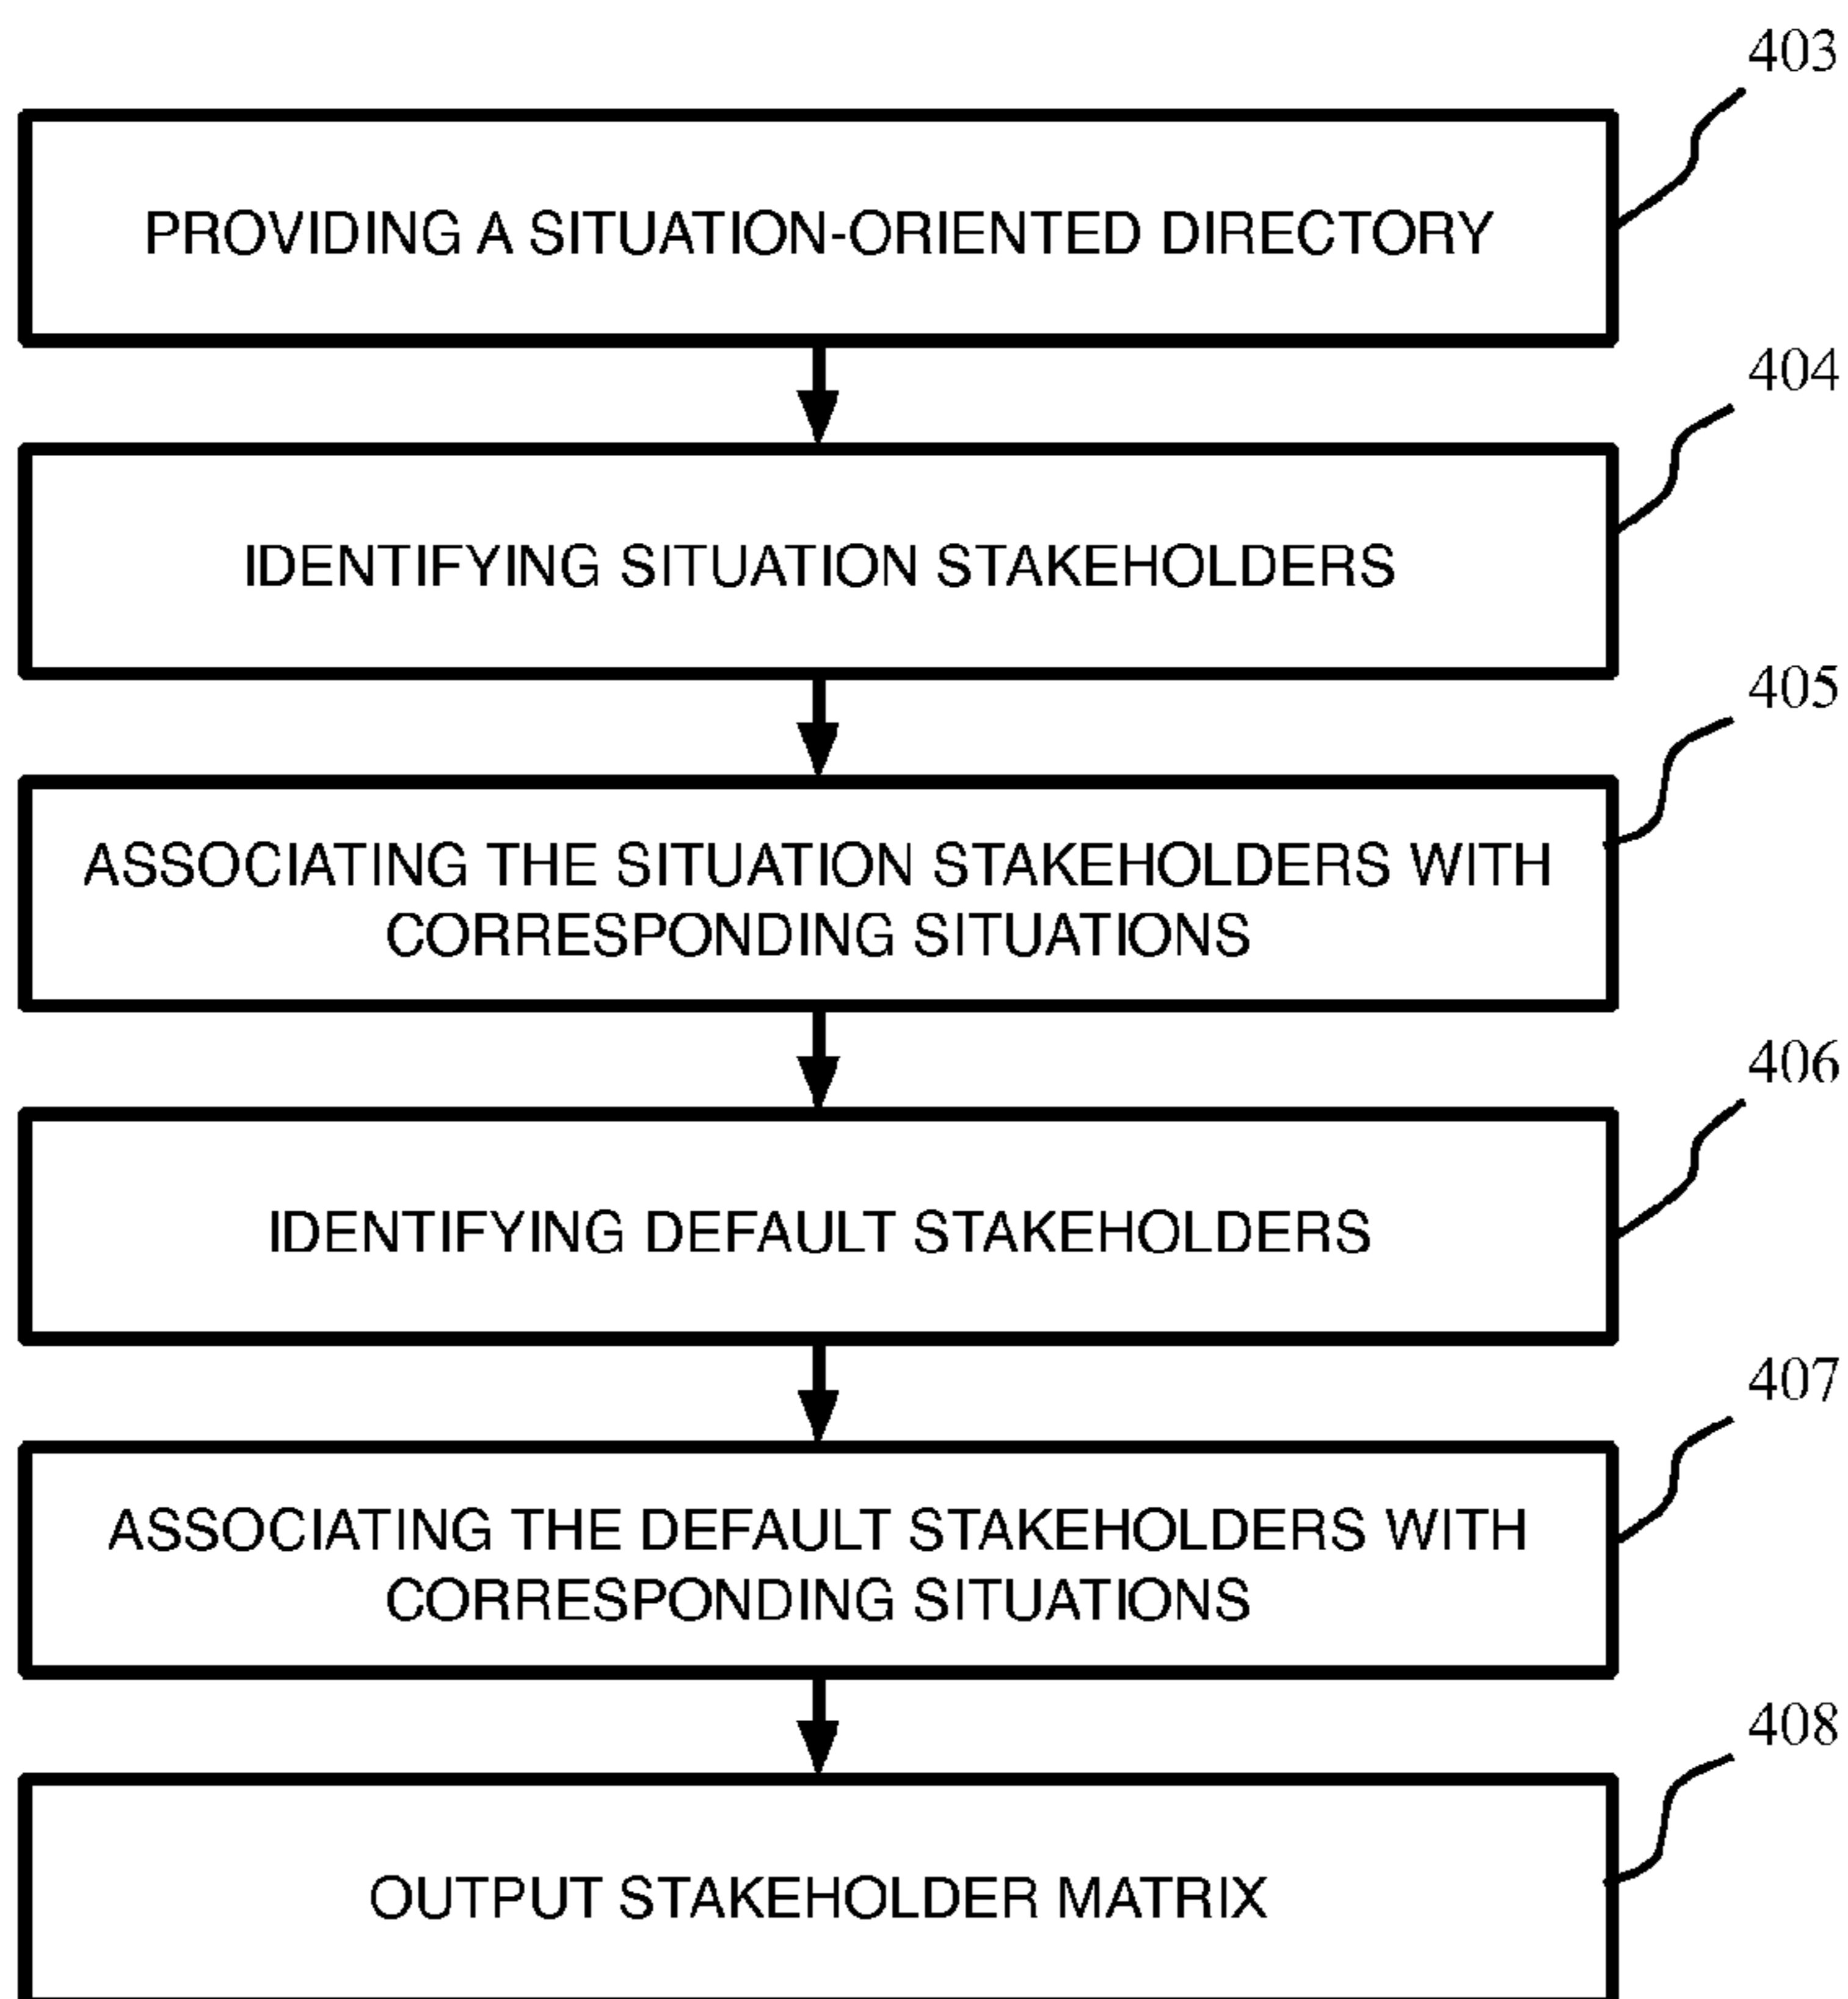 403
PROVIDING A SITUATION-ORIENTED DIRECTORY
404
IDENTIFYING SITUATION STAKEHOLDERS
405
ASSOCIATING THE SITUATION STAKEHOLDERS WITH
CORRESPONDING SITUATIONS
406
IDENTIFYING DEFAULT STAKEHOLDERS
407
ASSOCIATING THE DEFAULT STAKEHOLDERS WITH
CORRESPONDING SITUATIONS
408
OUTPUT STAKEHOLDER MATRIX